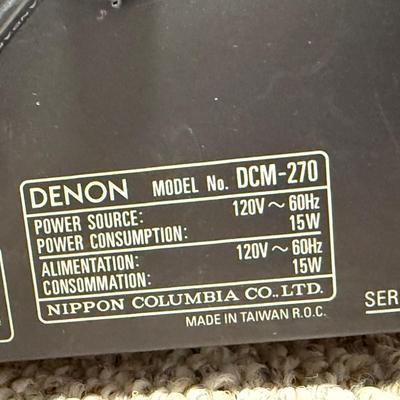 DENON MODEL No. DCM-270
POWER SOURCE: 120V ~ 60Hz
POWER CONSUMPTION: 15W
ALIMENTATION: 120V ~ 60Hz
CONSOMMATION: 15W
NIPPON COLUMBIA CO., LTD.
MADE IN TAIWAN R.O.C.
SER